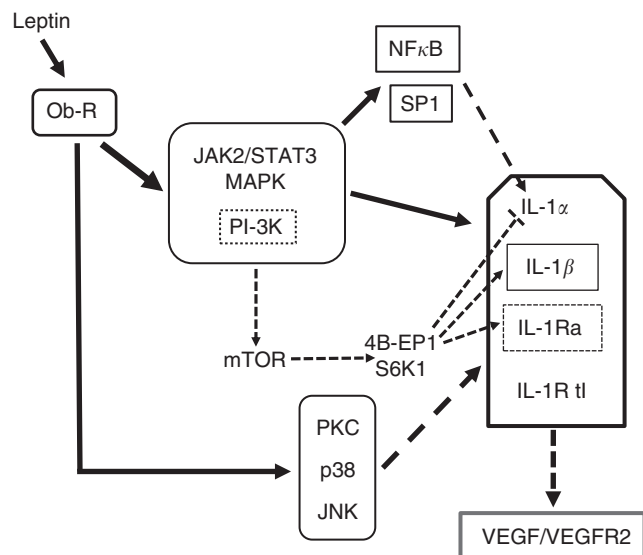 Leptin
Ob-R
NFκB
SP1
JAK2/STAT3
MAPK
PI-3K
IL-1α
IL-1β
IL-1Ra
IL-1R tI
mTOR
4B-EP1
S6K1
PKC
p38
JNK
VEGF/VEGFR2